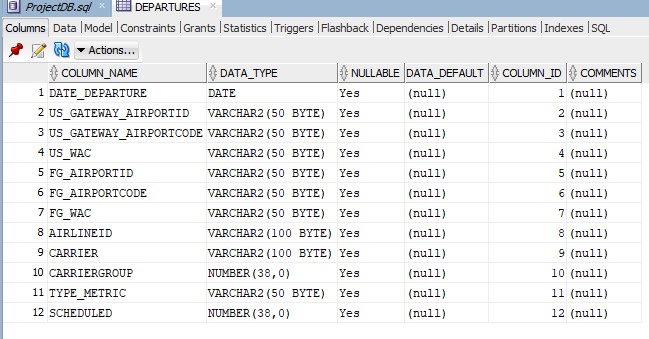 ProjectDB.sql DEPARTURES
Columns Data Model Constraints Grants Statistics Triggers Flashback Dependencies Details Partitions Indexes SQL
Actions...
COLUMN_NAME DATA_TYPE NULLABLE DATA_DEFAULT COLUMN_ID COMMENTS
1 DATE_DEPARTURE DATE Yes (null) 1 (null)
2 US_GATEWAY_AIRPORTID VARCHAR2(50 BYTE) Yes (null) 2 (null)
3 US_GATEWAY_AIRPORTCODE VARCHAR2(50 BYTE) Yes (null) 3 (null)
4 US_WAC VARCHAR2(50 BYTE) Yes (null) 4 (null)
5 FG_AIRPORTID VARCHAR2(50 BYTE) Yes (null) 5 (null)
6 FG_AIRPORTCODE VARCHAR2(50 BYTE) Yes (null) 6 (null)
7 FG_WAC VARCHAR2(50 BYTE) Yes (null) 7 (null)
8 AIRLINEID VARCHAR2(100 BYTE) Yes (null) 8 (null)
9 CARRIER VARCHAR2(100 BYTE) Yes (null) 9 (null)
10 CARRIERGROUP NUMBER(38,0) Yes (null) 10 (null)
11 TYPE_METRIC VARCHAR2(50 BYTE) Yes (null) 11 (null)
12 SCHEDULED NUMBER(38,0) Yes (null) 12 (null)